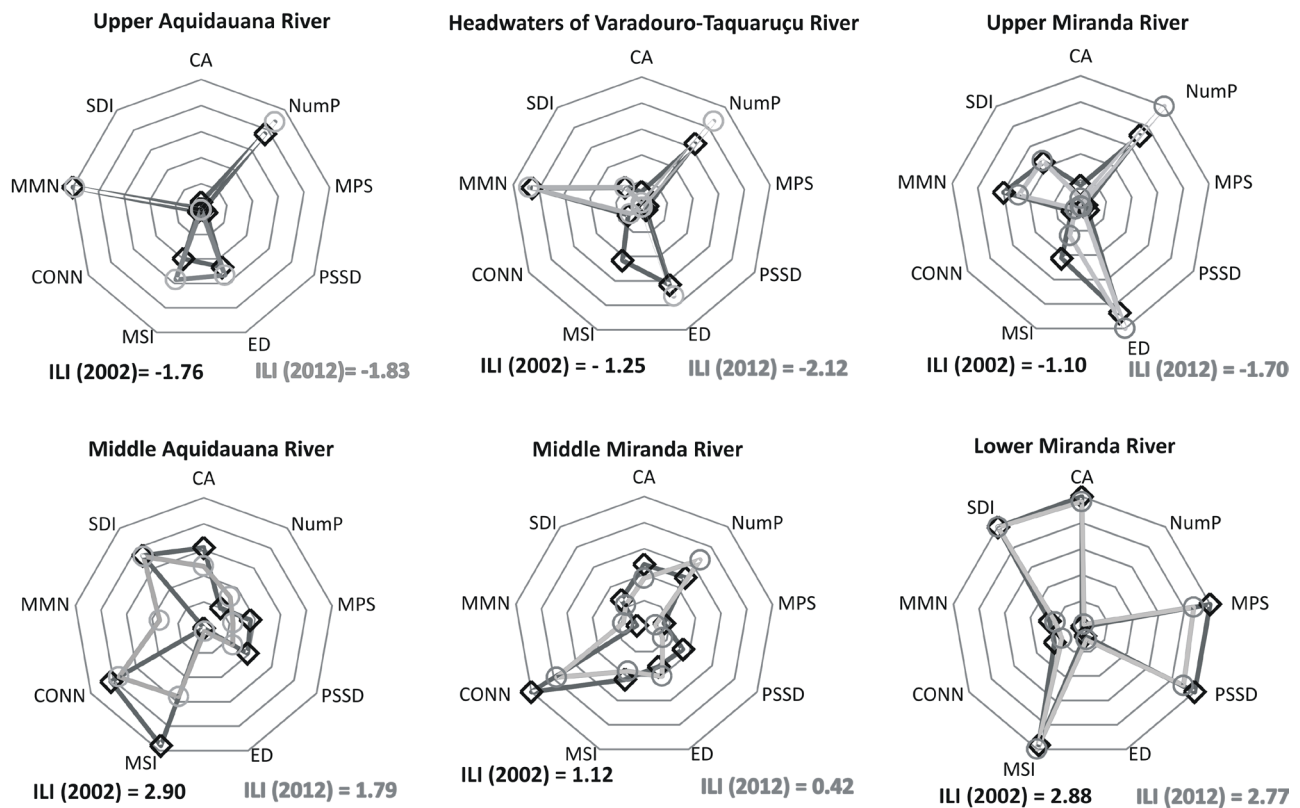 Upper Aquidauana River
CA
SDI
NumP
MMN
MPS
CONN
PSSD
MSI
ED
ILI (2002)= -1.76
ILI (2012)= -1.83
Headwaters of Varadouro-Taquaruçu River
CA
SDI
NumP
MMN
MPS
CONN
PSSD
MSI
ED
ILI (2002) = - 1.25
ILI (2012) = -2.12
Upper Miranda River
CA
SDI
NumP
MMN
MPS
CONN
PSSD
MSI
ED
ILI (2002) = -1.10
ILI (2012) = -1.70
Middle Aquidauana River
CA
SDI
NumP
MMN
MPS
CONN
PSSD
MSI
ED
ILI (2002) = 2.90
ILI (2012) = 1.79
Middle Miranda River
CA
SDI
NumP
MMN
MPS
CONN
PSSD
MSI
ED
ILI (2002) = 1.12
ILI (2012) = 0.42
Lower Miranda River
CA
SDI
NumP
MMN
MPS
CONN
PSSD
MSI
ED
ILI (2002) = 2.88
ILI (2012) = 2.77